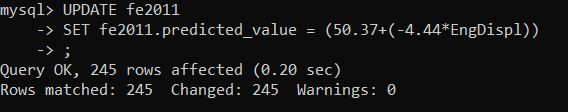 mysql> UPDATE fe2011
-> SET fe2011.predicted_value = (50.37+(-4.44*EngDispl))
-> ;
Query OK, 245 rows affected (0.20 sec)
Rows matched: 245  Changed: 245  Warnings: 0